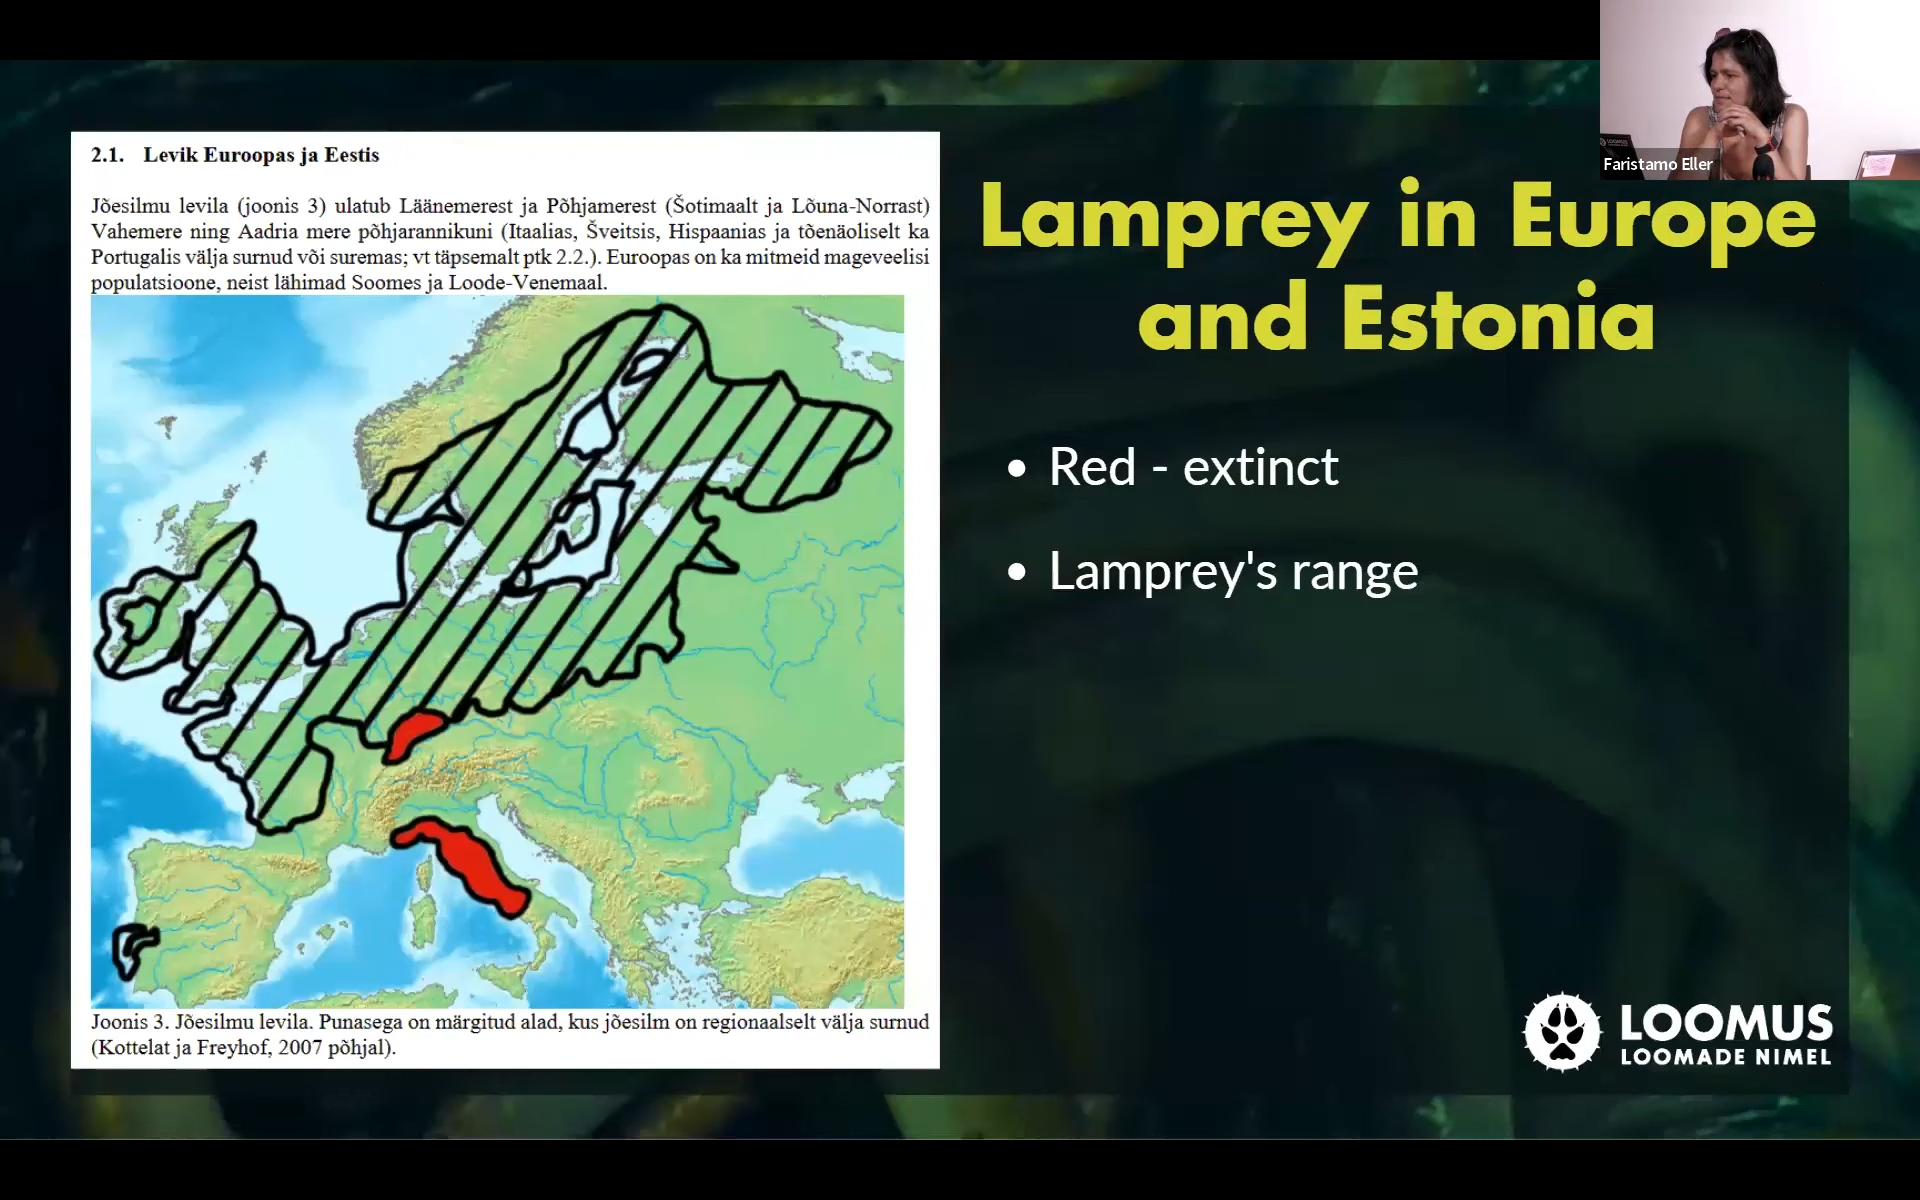 Faristamo Eller
2.1. Levik Euroopas ja Eestis
Jõesilmu levila (joonis 3) ulatub Läänemerest ja Põhjamerest (Šotimaalt ja Lõuna-Norrast)
Vahemere ning Aadria mere põhjarannikuni (Itaalias, Šveitsis, Hispaanias ja tõenäoliselt ka
Portugalis välja surnud või suremas; vt täpsemalt ptk 2.2.). Euroopas on ka mitmeid mageveelisi
populatsioone, neist lähimad Soomes ja Loode-Venemaal.
Joonis 3. Jõesilmu levila. Punasega on märgitud alad, kus jõesilm on regionaalselt välja surnud
(Kottelat ja Freyhof, 2007 põhjal).
Lamprey in Europe
and Estonia
• Red - extinct
• Lamprey's range
LOOMUS
LOOMADE NIMEL